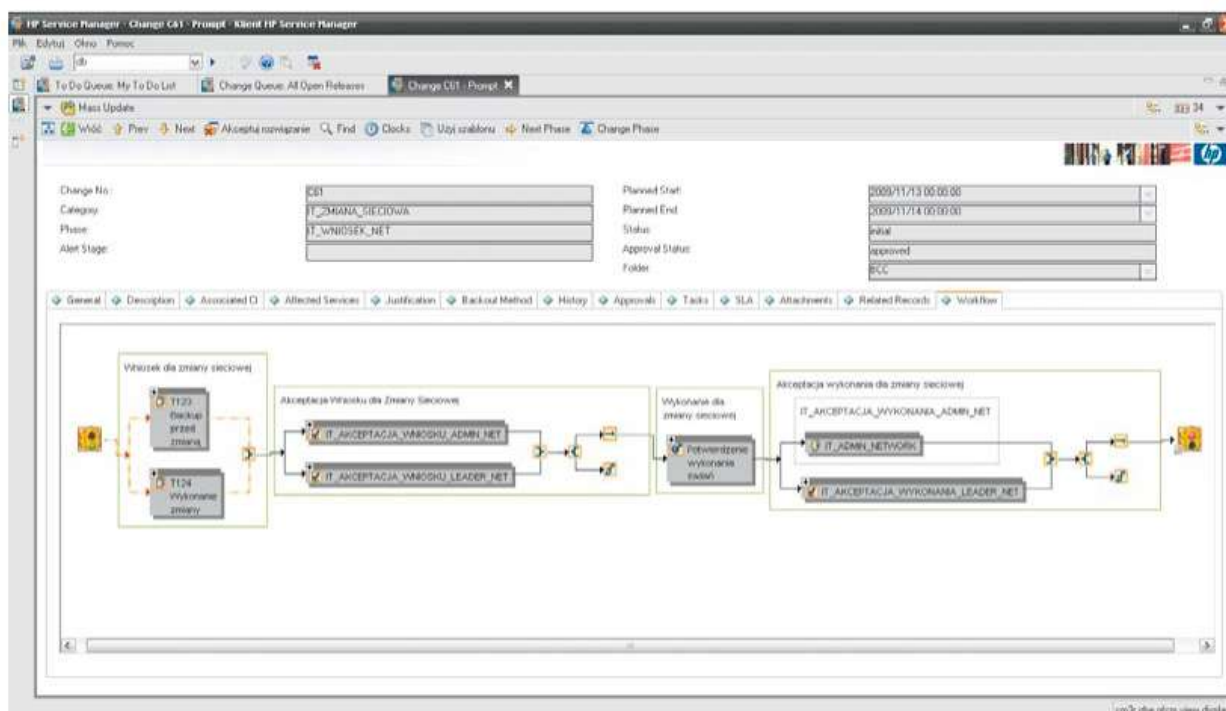 HP Service Manager - Change C61 - Prompt - Klient HP Service Manager
Plik Edytuj Okno Pomoc
db
To Do Queue: My To Do List Change Queue: All Open Releases Change C61 - Prompt
Mass Update
34
Wróć Prev Next Akceptuj rozwiązanie Find Clocks Użyj szablonu Next Phase Change Phase
hp
Change No.: C61 Planned Start: 2009/11/13 00:00:00
Category: IT_ZMIANA_SIECIOWA Planned End: 2009/11/14 00:00:00
Phase: IT_WNIOSEK_NET Status: initial
Alert Stage: Approval Status: approved
Folder: BCC
General Description Associated CI Affected Services Justification Backout Method History Approvals Tasks SLA Attachments Related Records Workflow
Wniosek dla zmiany sieciowej
T123
Backup
przed
zmianą
T124
Wykonanie
zmiany
Akceptacja Wniosku dla Zmiany Sieciowej
IT_AKCEPTACJA_WNIOSKU_ADMIN_NET
IT_AKCEPTACJA_WNIOSKU_LEADER_NET
Wykonanie dla
zmiany sieciowej
Potwierdzenie
wykonania
zadań
Akceptacja wykonania dla zmiany sieciowej
IT_AKCEPTACJA_WYKONANIA_ADMIN_NET
IT_ADMIN_NETWORK
IT_AKCEPTACJA_WYKONANIA_LEADER_NET